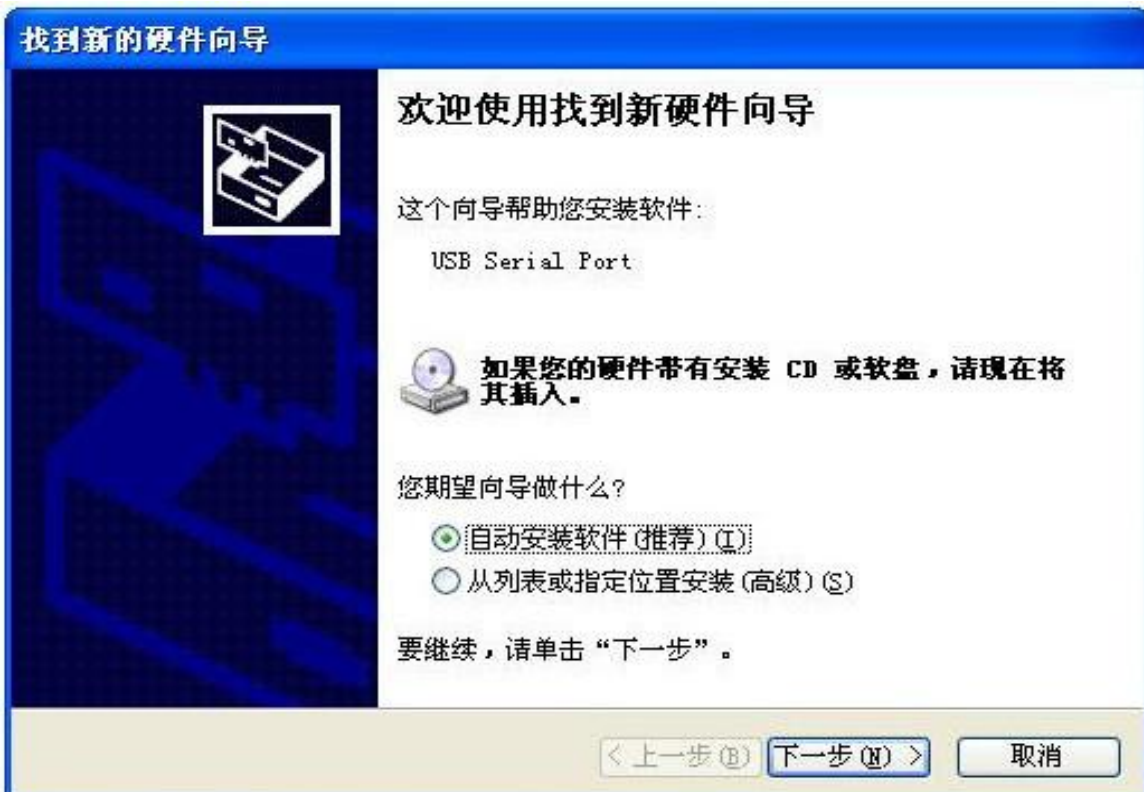 找到新的硬件向导
欢迎使用找到新硬件向导
这个向导帮助您安装软件:
USB Serial Port
如果您的硬件带有安装 CD 或软盘，请现在将
其插入。
您期望向导做什么?
自动安装软件(推荐)(I)
从列表或指定位置安装(高级)(S)
要继续，请单击“下一步”。
< 上一步(B) 下一步(N) > 取消